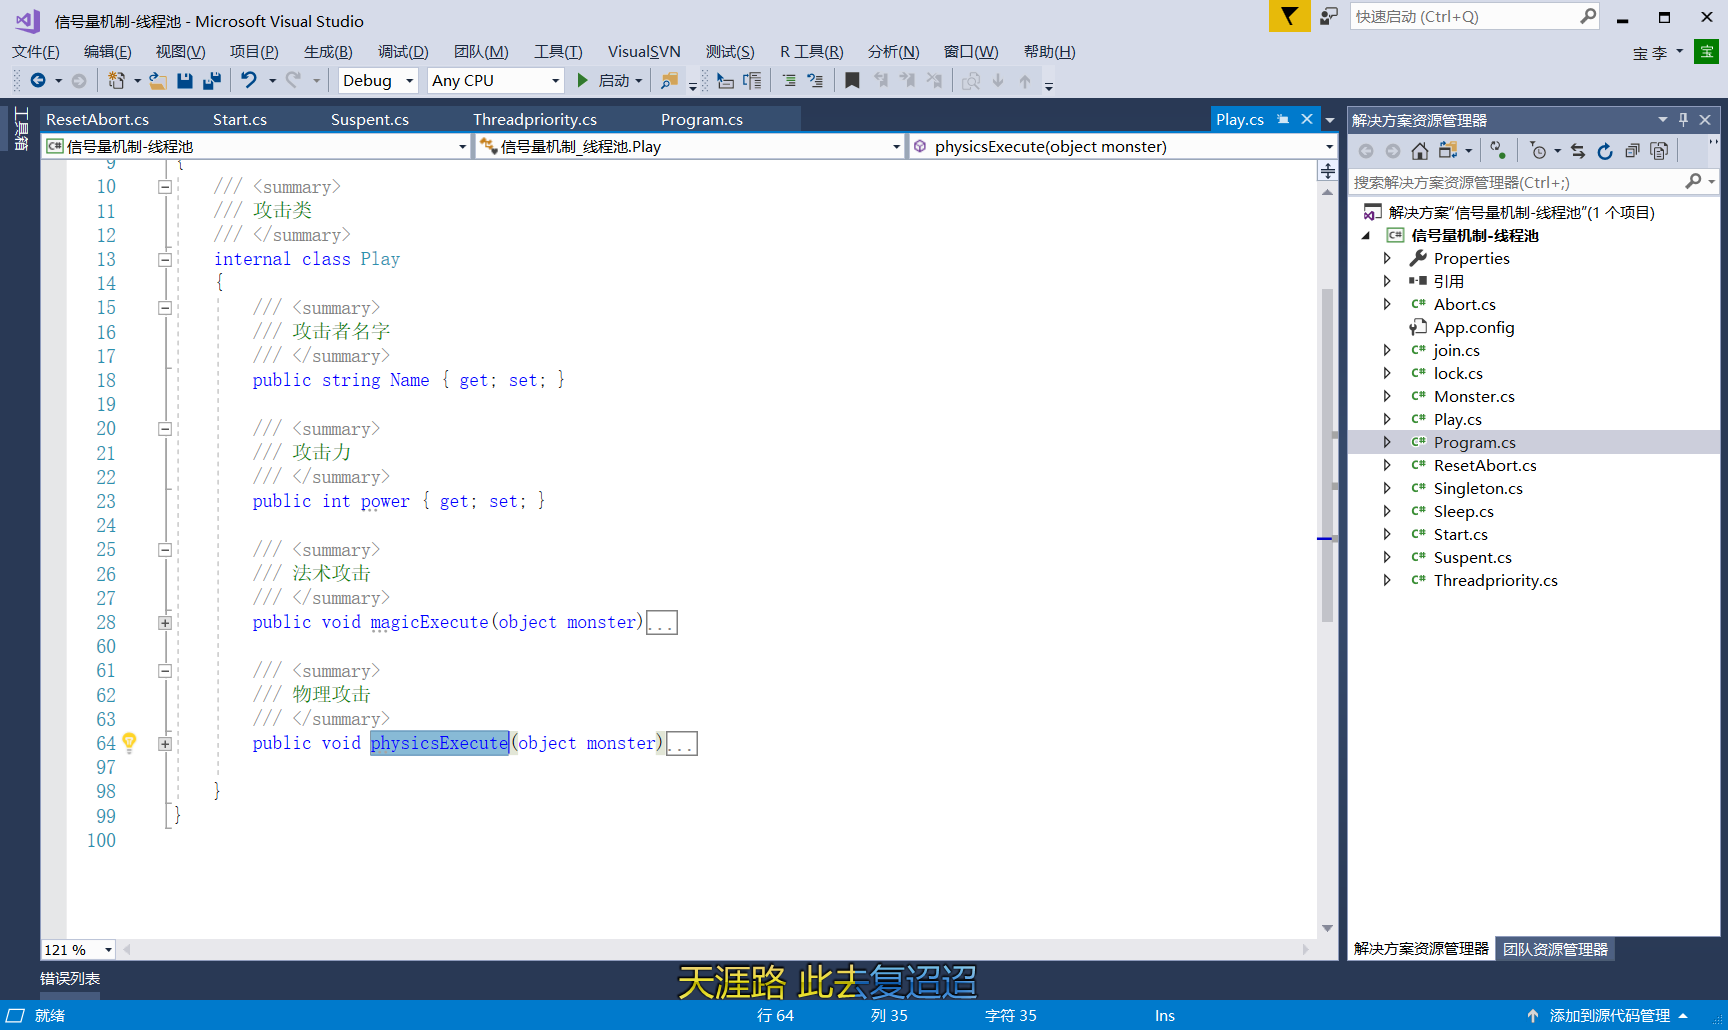 信号量机制-线程池 - Microsoft Visual Studio
快速启动 (Ctrl+Q)
文件(F) 编辑(E) 视图(V) 项目(P) 生成(B) 调试(D) 团队(M) 工具(T) VisualSVN 测试(S) R 工具(R) 分析(N) 窗口(W) 帮助(H)
宝 李 宝
Debug Any CPU 启动
工具箱
ResetAbort.cs Start.cs Suspent.cs Threadpriority.cs Program.cs Play.cs
信号量机制-线程池 信号量机制_线程池.Play physicsExecute(object monster)
9 {
10 /// <summary>
11 /// 攻击类
12 /// </summary>
13 internal class Play
14 {
15 /// <summary>
16 /// 攻击者名字
17 /// </summary>
18 public string Name { get; set; }
19
20 /// <summary>
21 /// 攻击力
22 /// </summary>
23 public int power { get; set; }
24
25 /// <summary>
26 /// 法术攻击
27 /// </summary>
28 public void magicExecute(object monster)...
60
61 /// <summary>
62 /// 物理攻击
63 /// </summary>
64 public void physicsExecute(object monster)...
97
98 }
99 }
100
121 %
解决方案资源管理器
搜索解决方案资源管理器(Ctrl+;)
解决方案"信号量机制-线程池"(1 个项目)
C# 信号量机制-线程池
Properties
引用
C# Abort.cs
App.config
C# join.cs
C# lock.cs
C# Monster.cs
C# Play.cs
C# Program.cs
C# ResetAbort.cs
C# Singleton.cs
C# Sleep.cs
C# Start.cs
C# Suspent.cs
C# Threadpriority.cs
解决方案资源管理器 团队资源管理器
错误列表
天涯路 此去复迢迢
就绪 行 64 列 35 字符 35 Ins 添加到源代码管理